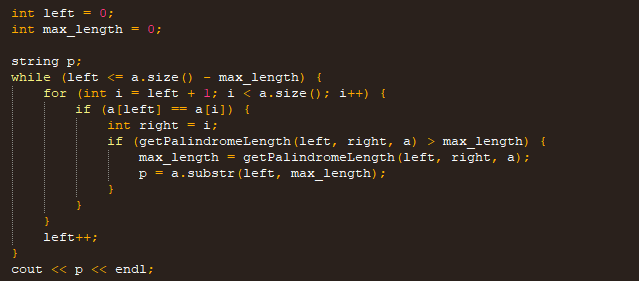 int left = 0;
int max_length = 0;

string p;
while (left <= a.size() - max_length) {
    for (int i = left + 1; i < a.size(); i++) {
        if (a[left] == a[i]) {
            int right = i;
            if (getPalindromeLength(left, right, a) > max_length) {
                max_length = getPalindromeLength(left, right, a);
                p = a.substr(left, max_length);
            }
        }
    }
    left++;
}
cout << p << endl;